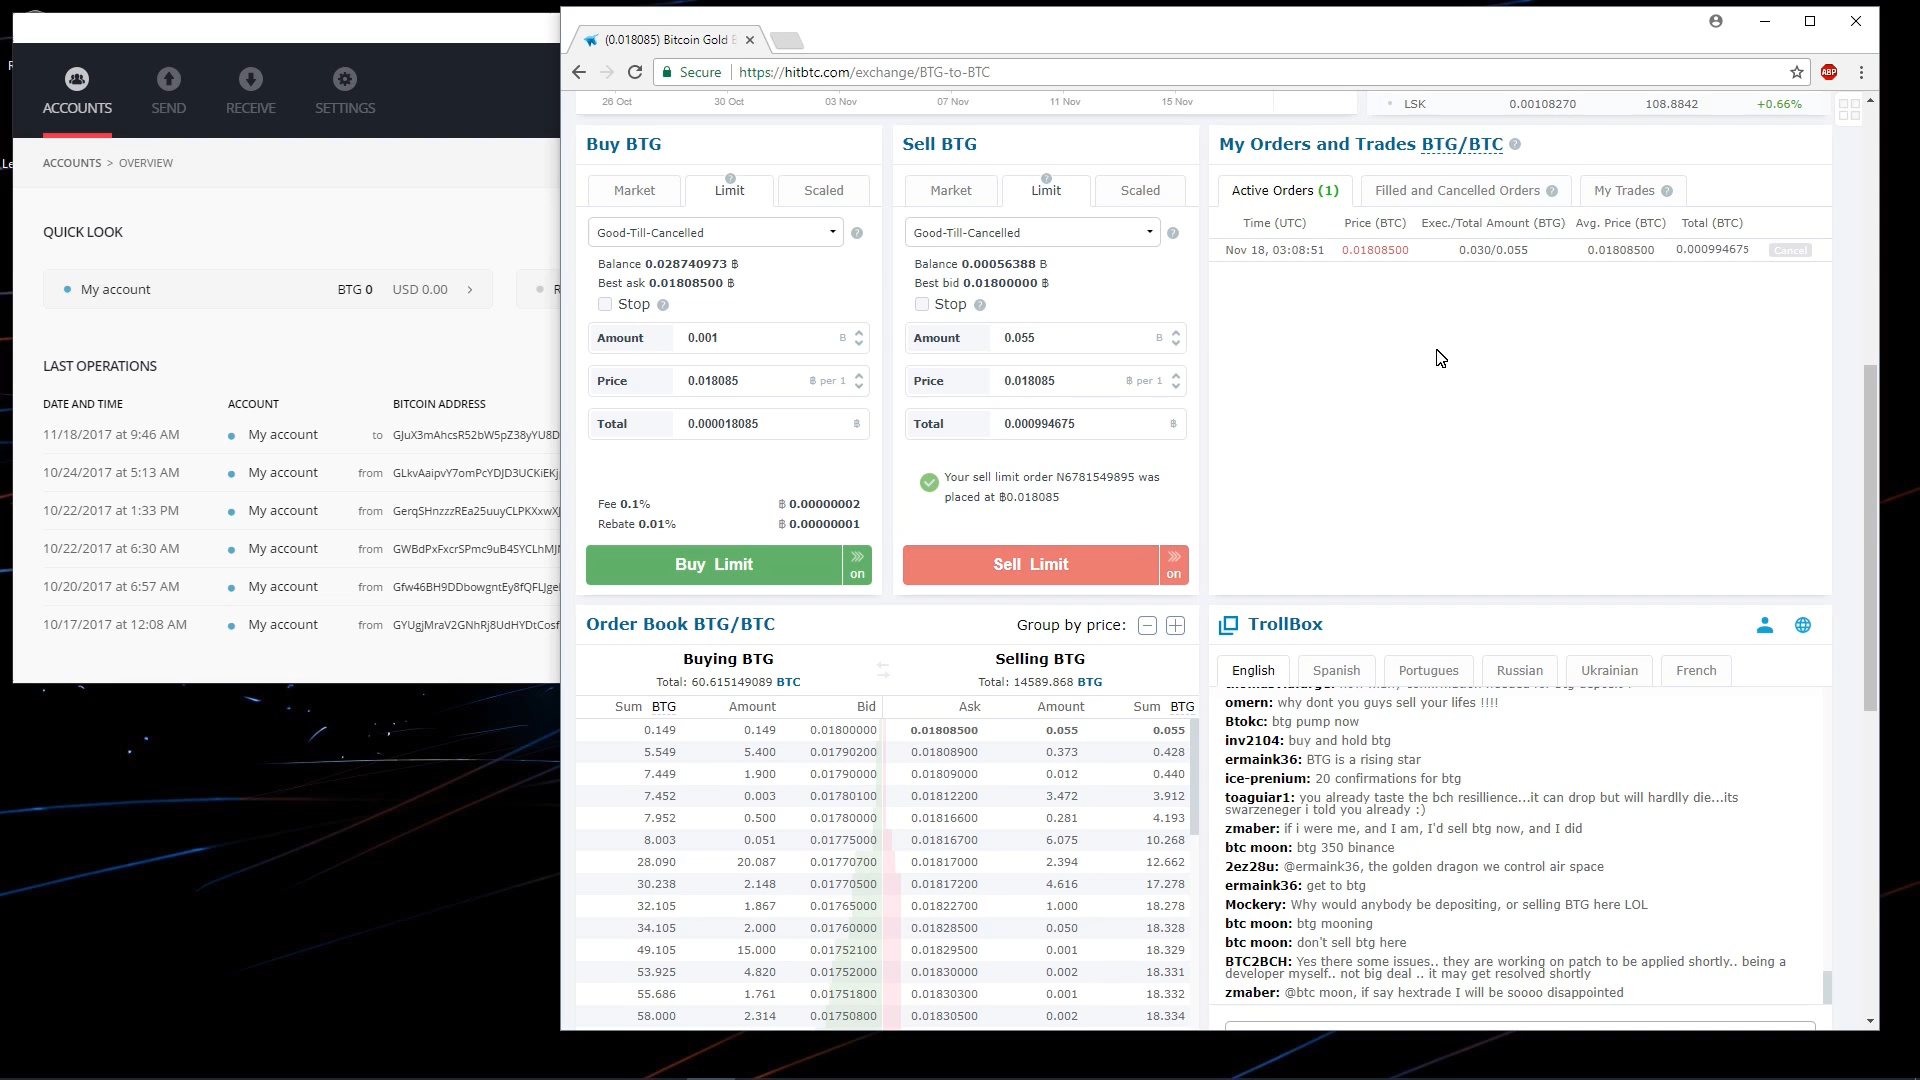 ACCOUNTS
SEND
RECEIVE
SETTINGS
ACCOUNTS > OVERVIEW
QUICK LOOK
My account BTG 0 USD 0.00 >
LAST OPERATIONS
DATE AND TIME ACCOUNT BITCOIN ADDRESS
11/18/2017 at 9:46 AM My account to GJuX3mAhcsR52bW5pZ38yYU8D
10/24/2017 at 5:13 AM My account from GLkvAaipvY7omPcYDJD3UCKiEKj
10/22/2017 at 1:33 PM My account from GerqSHnzzzREa25uuyCLPKXxwX
10/22/2017 at 6:30 AM My account from GWBdPxFxcrSPmc9uB4SYCLhMJ
10/20/2017 at 6:57 AM My account from Gfw46BH9DDbowgntEy8fQFLJge
10/17/2017 at 12:08 AM My account from GYUgjMraV2GNhRj8UdHYDtCosf
(0.018085) Bitcoin Gold
Secure https://hitbtc.com/exchange/BTG-to-BTC
ABP
26 Oct 30 Oct 03 Nov 07 Nov 11 Nov 15 Nov
LSK 0.00108270 108.8842 +0.66%
Buy BTG
Market Limit Scaled
Good-Till-Cancelled
Balance 0.028740973 ฿
Best ask 0.01808500 ฿
Stop
Amount 0.001 B
Price 0.018085 ฿ per 1
Total 0.000018085 ฿
Fee 0.1% ฿ 0.00000002
Rebate 0.01% ฿ 0.00000001
Buy Limit on
Sell BTG
Market Limit Scaled
Good-Till-Cancelled
Balance 0.00056388 B
Best bid 0.01800000 ฿
Stop
Amount 0.055 B
Price 0.018085 ฿ per 1
Total 0.000994675 ฿
Your sell limit order N6781549895 was
placed at ฿0.018085
Sell Limit on
My Orders and Trades BTG/BTC
Active Orders (1) Filled and Cancelled Orders My Trades
Time (UTC) Price (BTC) Exec./Total Amount (BTG) Avg. Price (BTC) Total (BTC)
Nov 18, 03:08:51 0.01808500 0.030/0.055 0.01808500 0.000994675 Cancel
Order Book BTG/BTC Group by price:
Buying BTG Selling BTG
Total: 60.615149089 BTC Total: 14589.868 BTG
Sum BTG Amount Bid Ask Amount Sum BTG
0.149 0.149 0.01800000 0.01808500 0.055 0.055
5.549 5.400 0.01790200 0.01808900 0.373 0.428
7.449 1.900 0.01790000 0.01809000 0.012 0.440
7.452 0.003 0.01780100 0.01812200 3.472 3.912
7.952 0.500 0.01780000 0.01816600 0.281 4.193
8.003 0.051 0.01775000 0.01816700 6.075 10.268
28.090 20.087 0.01770700 0.01817000 2.394 12.662
30.238 2.148 0.01770500 0.01817200 4.616 17.278
32.105 1.867 0.01765000 0.01822700 1.000 18.278
34.105 2.000 0.01760000 0.01828500 0.050 18.328
49.105 15.000 0.01752100 0.01829500 0.001 18.329
53.925 4.820 0.01752000 0.01830000 0.002 18.331
55.686 1.761 0.01751800 0.01830300 0.001 18.332
58.000 2.314 0.01750800 0.01830500 0.002 18.334
TrollBox
English Spanish Portugues Russian Ukrainian French
omern: why dont you guys sell your lifes !!!!
Btokc: btg pump now
inv2104: buy and hold btg
ermaink36: BTG is a rising star
ice-prenium: 20 confirmations for btg
toaguiar1: you already taste the bch resillience...it can drop but will hardlly die...its
swarzeneger i told you already :)
zmaber: if i were me, and I am, I'd sell btg now, and I did
btc moon: btg 350 binance
2ez28u: @ermaink36, the golden dragon we control air space
ermaink36: get to btg
Mockery: Why would anybody be depositing, or selling BTG here LOL
btc moon: btg mooning
btc moon: don't sell btg here
BTC2BCH: Yes there some issues.. they are working on patch to be applied shortly.. being a
developer myself.. not big deal .. it may get resolved shortly
zmaber: @btc moon, if say hextrade I will be soooo disappointed